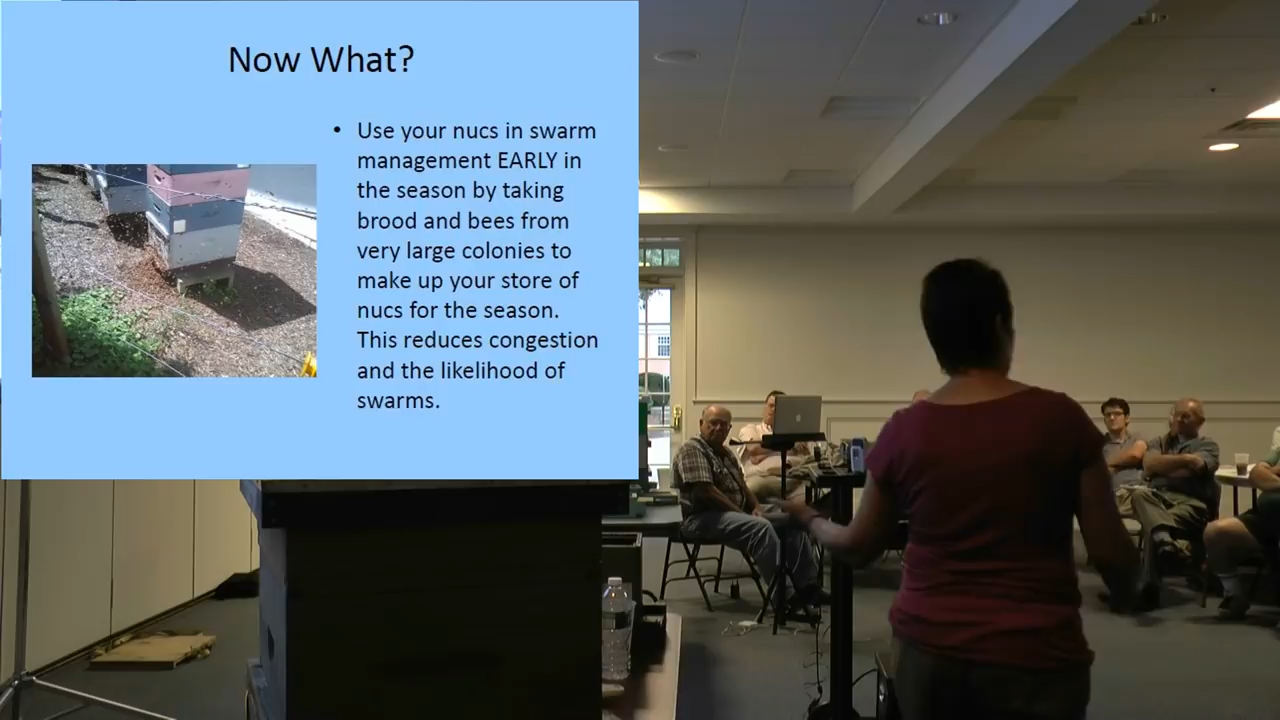 Now What?
• Use your nucs in swarm
management EARLY in
the season by taking
brood and bees from
very large colonies to
make up your store of
nucs for the season.
This reduces congestion
and the likelihood of
swarms.